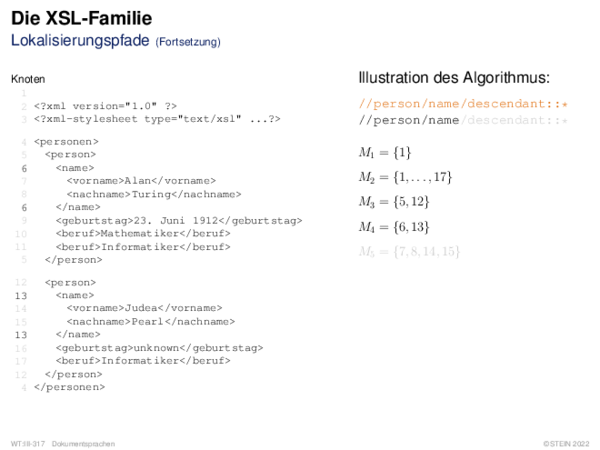 Die XSL-Familie
Lokalisierungspfade (Fortsetzung)
Knoten
1
2 <?xml version="1.0" ?>
3 <?xml-stylesheet type="text/xsl" ...?>
4 <personen>
5 <person>
6 <name>
7 <vorname>Alan</vorname>
8 <nachname>Turing</nachname>
6 </name>
9 <geburtstag>23. Juni 1912</geburtstag>
10 <beruf>Mathematiker</beruf>
11 <beruf>Informatiker</beruf>
5 </person>
12 <person>
13 <name>
14 <vorname>Judea</vorname>
15 <nachname>Pearl</nachname>
13 </name>
16 <geburtstag>unknown</geburtstag>
17 <beruf>Informatiker</beruf>
12 </person>
4 </personen>
Illustration des Algorithmus:
//person/name/descendant::*
//person/name/descendant::*
M₁ = {1}
M₂ = {1, . . . , 17}
M₃ = {5, 12}
M₄ = {6, 13}
M₅ = {7, 8, 14, 15}
WT:III-317 Dokumentsprachen
©STEIN 2022